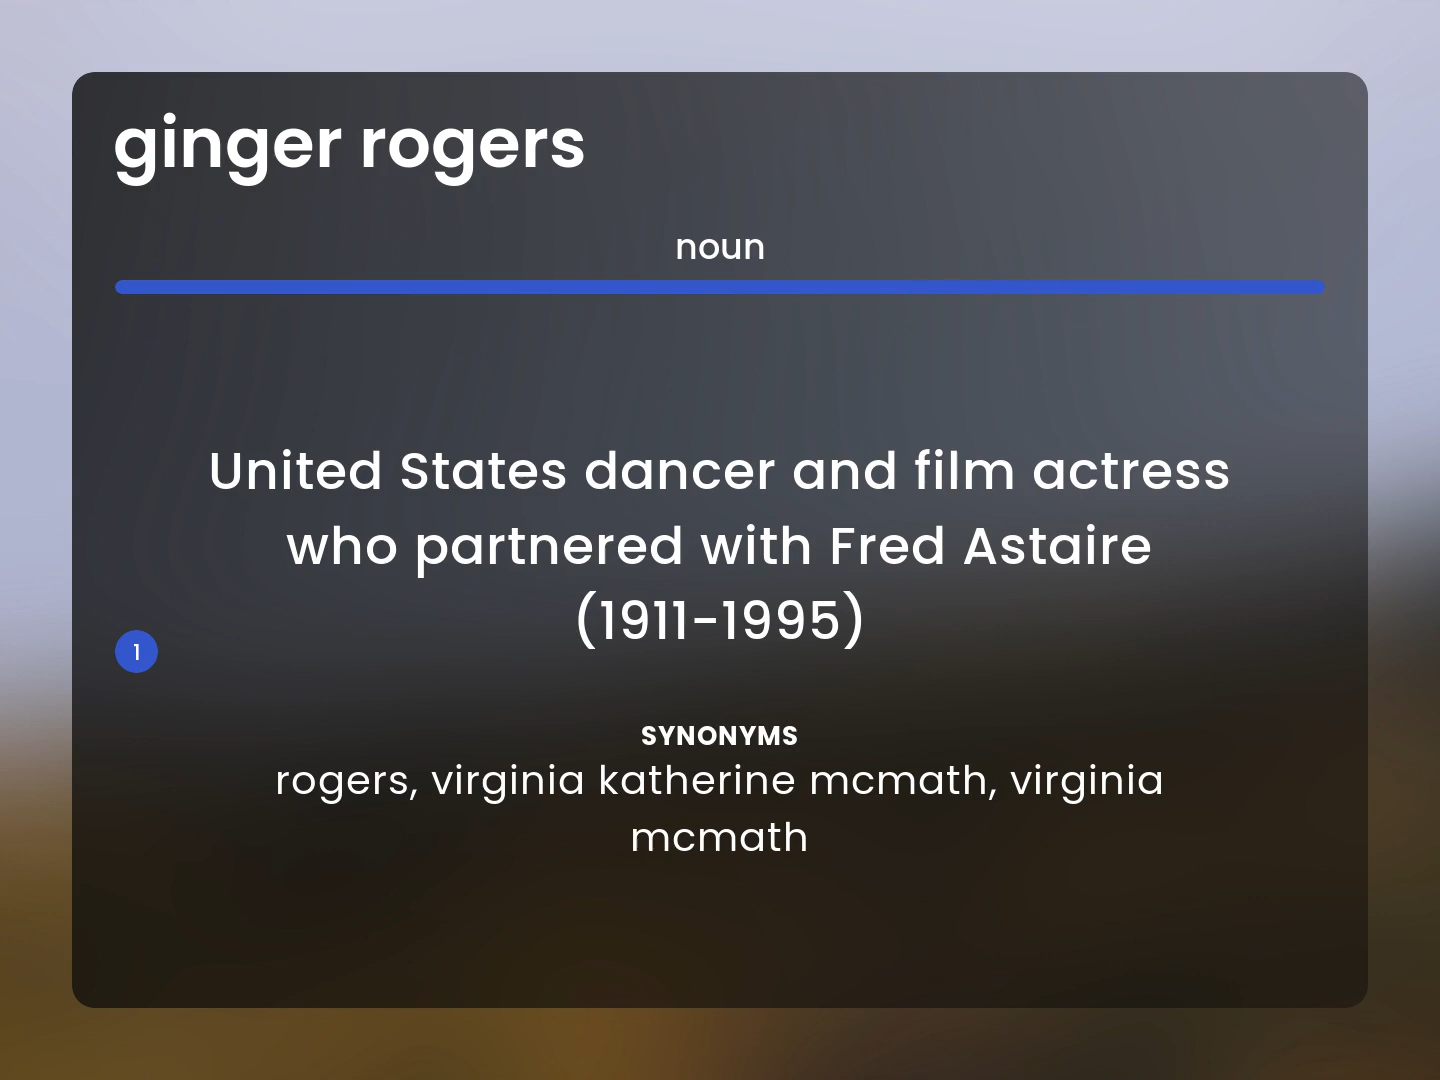 ginger rogers
noun
United States dancer and film actress
who partnered with Fred Astaire
(1911-1995)
1
SYNONYMS
rogers, virginia katherine mcmath, virginia
mcmath